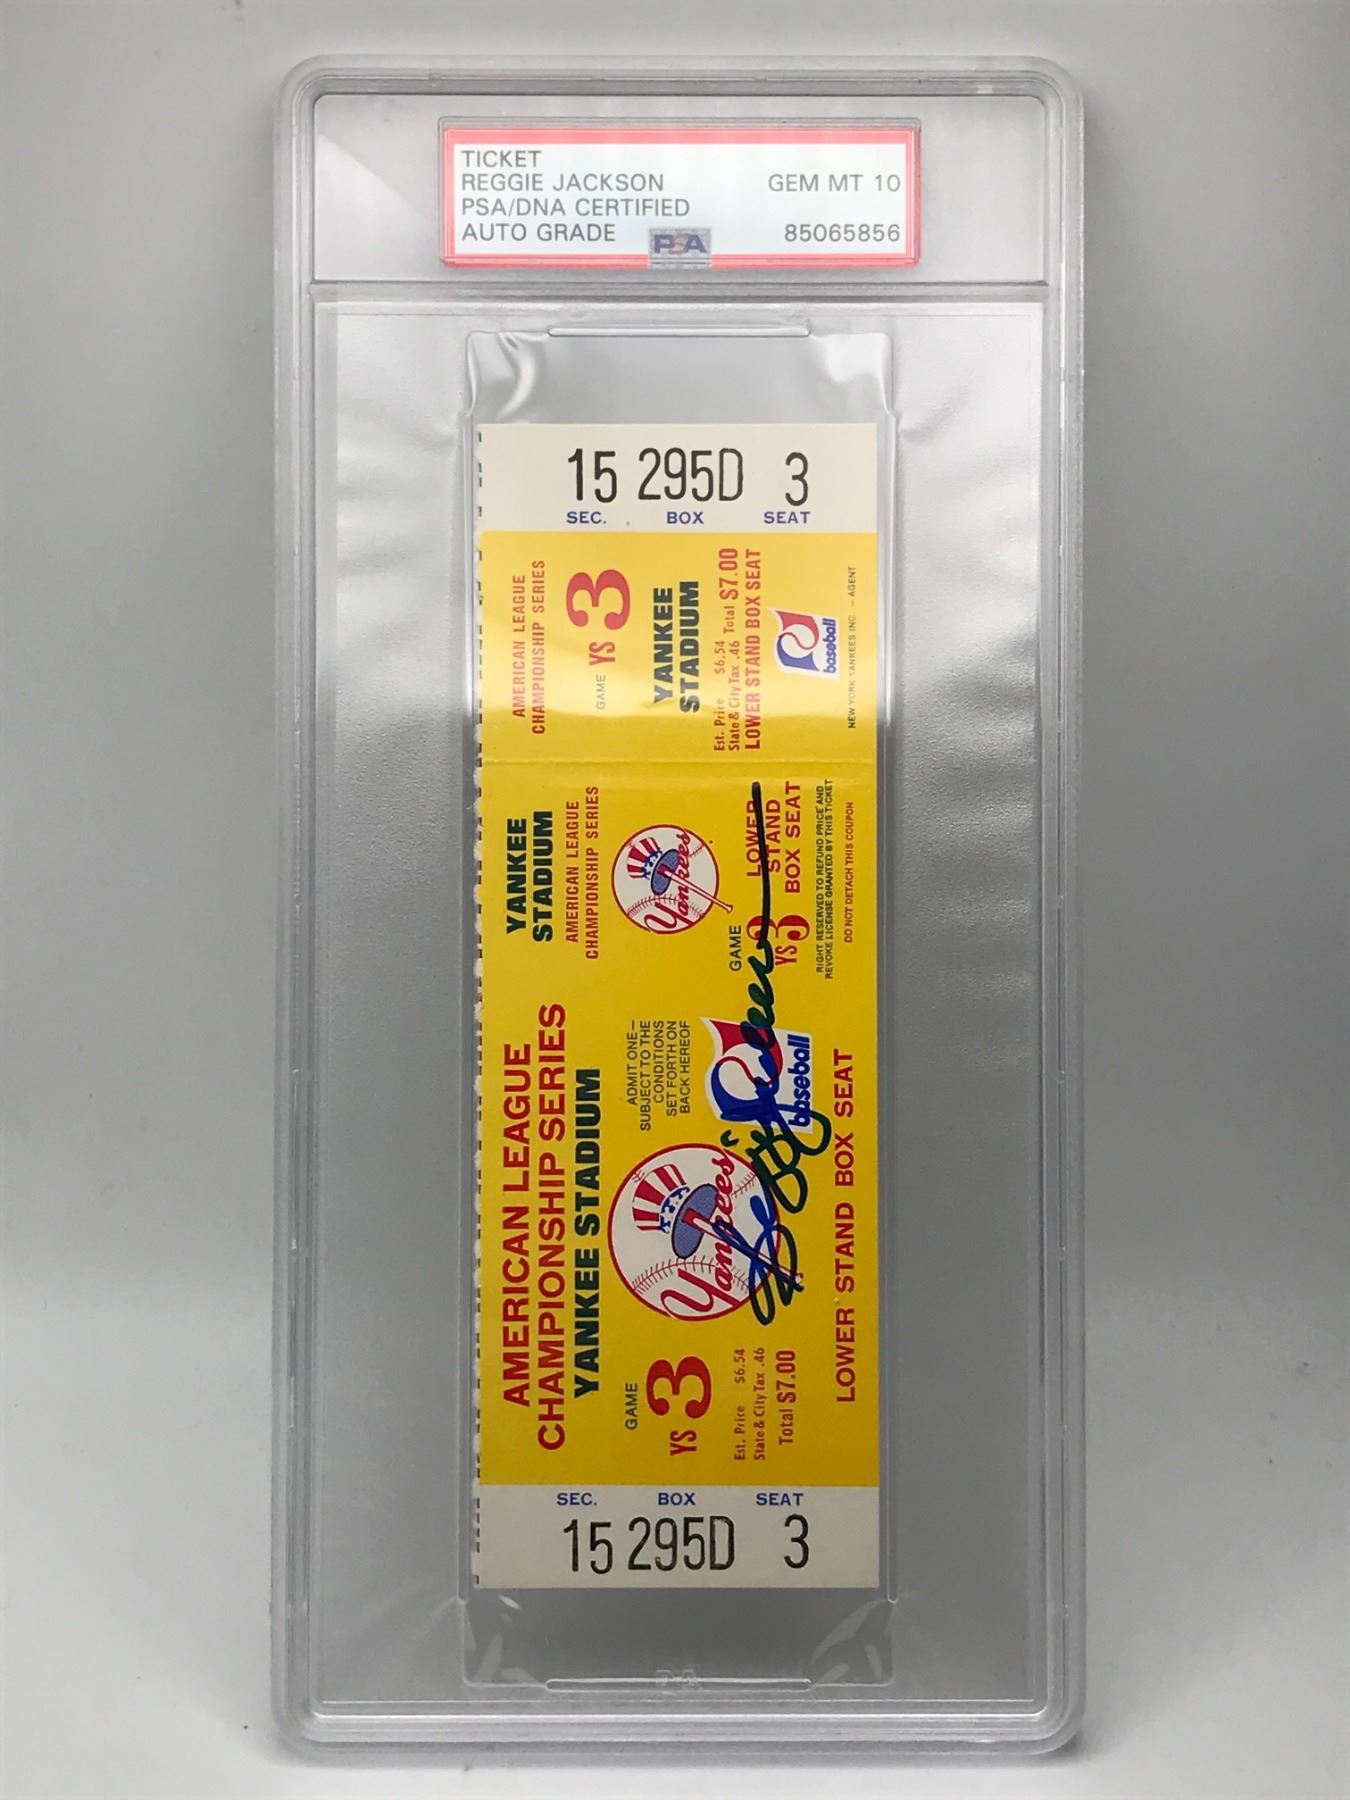 TICKET
REGGIE JACKSON GEM MT 10
PSA/DNA CERTIFIED
AUTO GRADE PSA 85065856
15 295D 3
SEC. BOX SEAT
AMERICAN LEAGUE
CHAMPIONSHIP SERIES
GAME YS 3
YANKEE
STADIUM
Est. Price $6.54
State & City Tax .46 Total $7.00
LOWER STAND BOX SEAT
baseball
NEW YORK YANKEES INC. – AGENT
YANKEE
STADIUM
AMERICAN LEAGUE
CHAMPIONSHIP SERIES
Yankees
GAME
YS 3
LOWER
STAND
BOX SEAT
RIGHT RESERVED TO REFUND PRICE AND
REVOKE LICENSE GRANTED BY THIS TICKET
DO NOT DETACH THIS COUPON
AMERICAN LEAGUE
CHAMPIONSHIP SERIES
YANKEE STADIUM
ADMIT ONE—
SUBJECT TO THE
CONDITIONS
SET FORTH ON
BACK HEREOF
Yankees
baseball
Reggie Jackson
GAME
YS 3
Est. Price $6.54
State & City Tax .46
Total $7.00
LOWER STAND BOX SEAT
SEC. BOX SEAT
15 295D 3